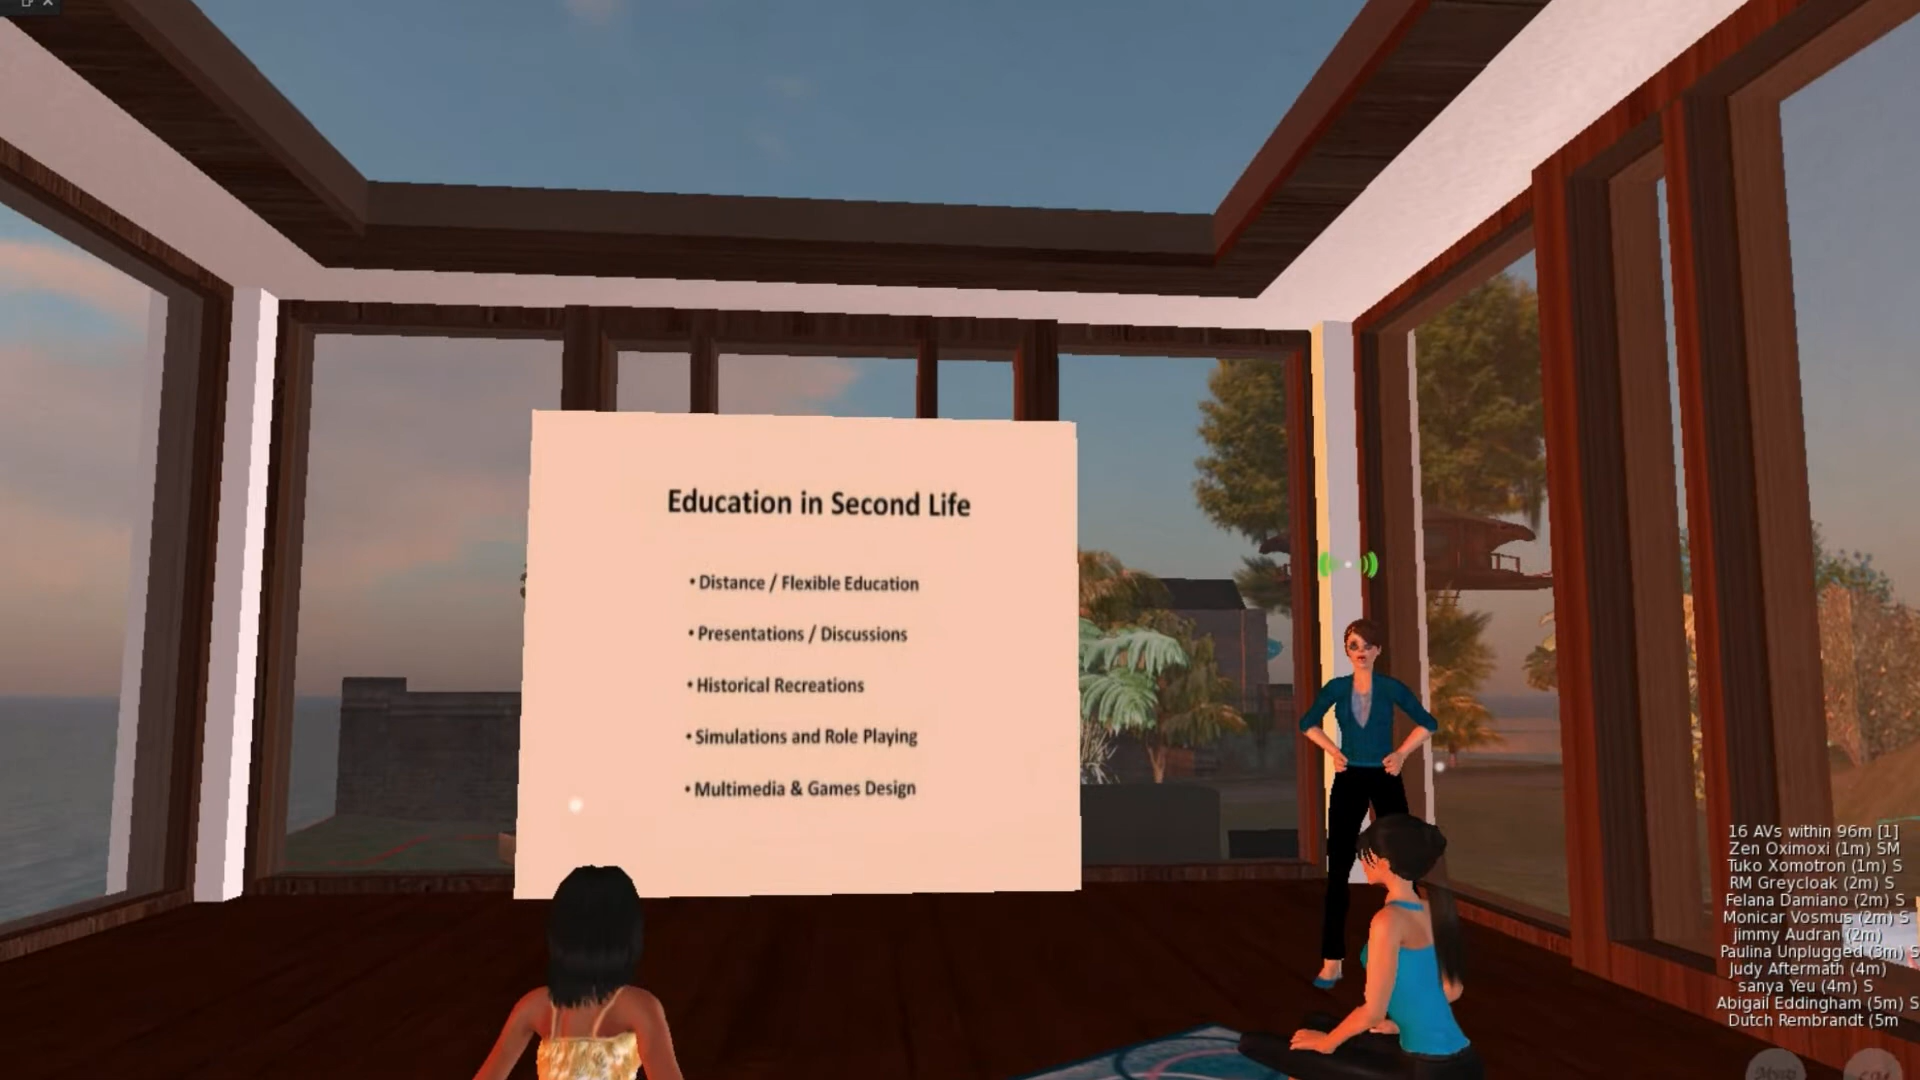 Education in Second Life
• Distance / Flexible Education
• Presentations / Discussions
• Historical Recreations
• Simulations and Role Playing
• Multimedia & Games Design
16 AVs within 96m [1]
Zen Oximoxi (1m) SM
Tuko Xomotron (1m) S
RM Greycloak (2m) S
Felana Damiano (2m) S
Monicar Vosmus (2m) S
jimmy Audran (2m)
Paulina Unplugged (3m) S
Judy Aftermath (4m)
sanya Yeu (4m) S
Abigail Eddingham (5m) S
Dutch Rembrandt (5m